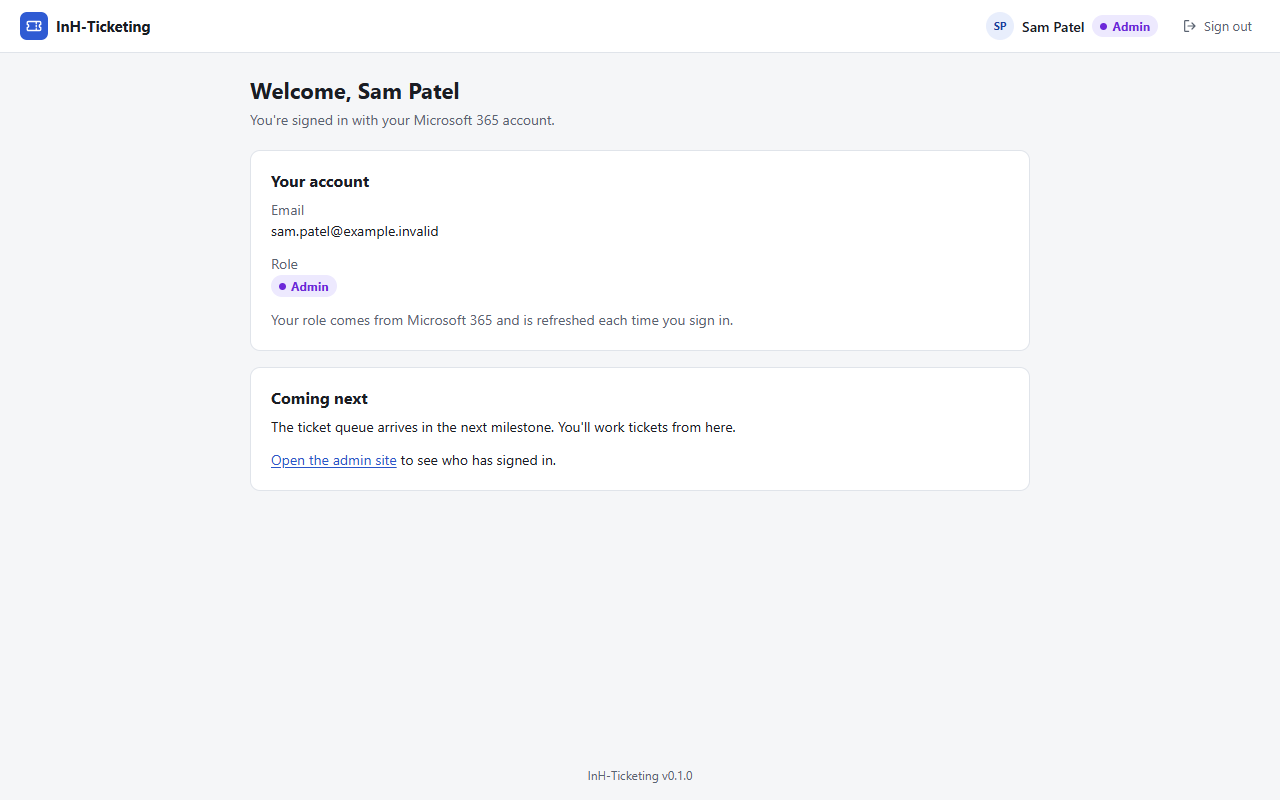 InH-Ticketing
SP Sam Patel Admin Sign out
Welcome, Sam Patel
You're signed in with your Microsoft 365 account.
Your account
Email
sam.patel@example.invalid
Role
Admin
Your role comes from Microsoft 365 and is refreshed each time you sign in.
Coming next
The ticket queue arrives in the next milestone. You'll work tickets from here.
Open the admin site to see who has signed in.
InH-Ticketing v0.1.0